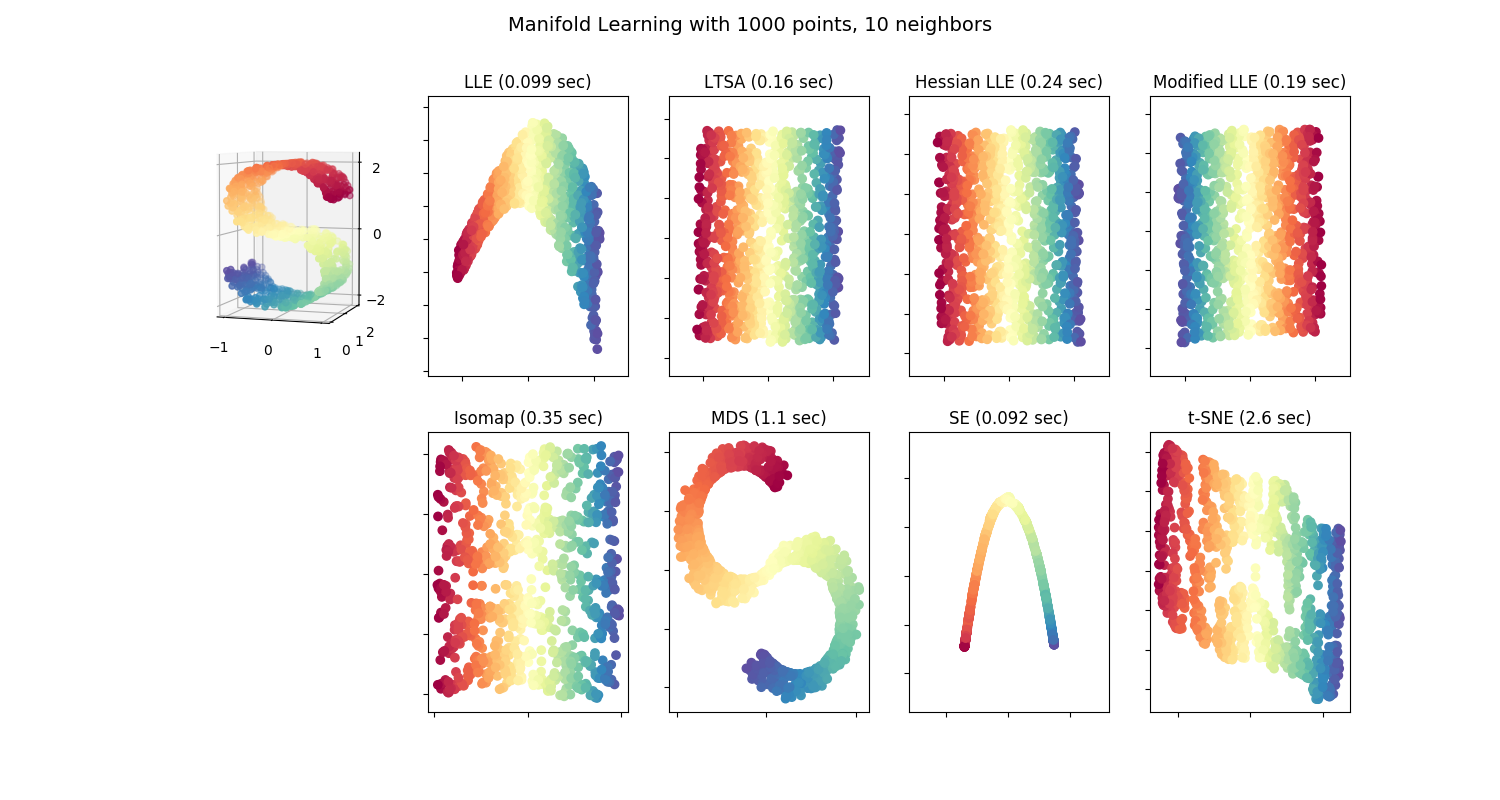 Manifold Learning with 1000 points, 10 neighbors
LLE (0.099 sec)
LTSA (0.16 sec)
Hessian LLE (0.24 sec)
Modified LLE (0.19 sec)
2
0
−2
−1
0
1
0
1
2
Isomap (0.35 sec)
MDS (1.1 sec)
SE (0.092 sec)
t-SNE (2.6 sec)